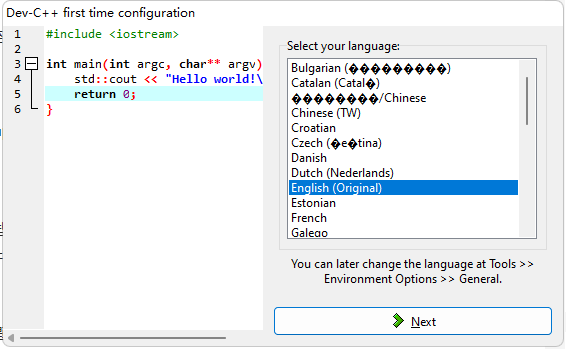 Dev-C++ first time configuration
1 #include <iostream>
2
3 int main(int argc, char** argv)
4 std::cout << "Hello world!\
5 return 0;
6 }
Select your language:
Bulgarian (���������)
Catalan (Catal�)
��������/Chinese
Chinese (TW)
Croatian
Czech (�e�tina)
Danish
Dutch (Nederlands)
English (Original)
Estonian
French
Galego
You can later change the language at Tools >>
Environment Options >> General.
Next